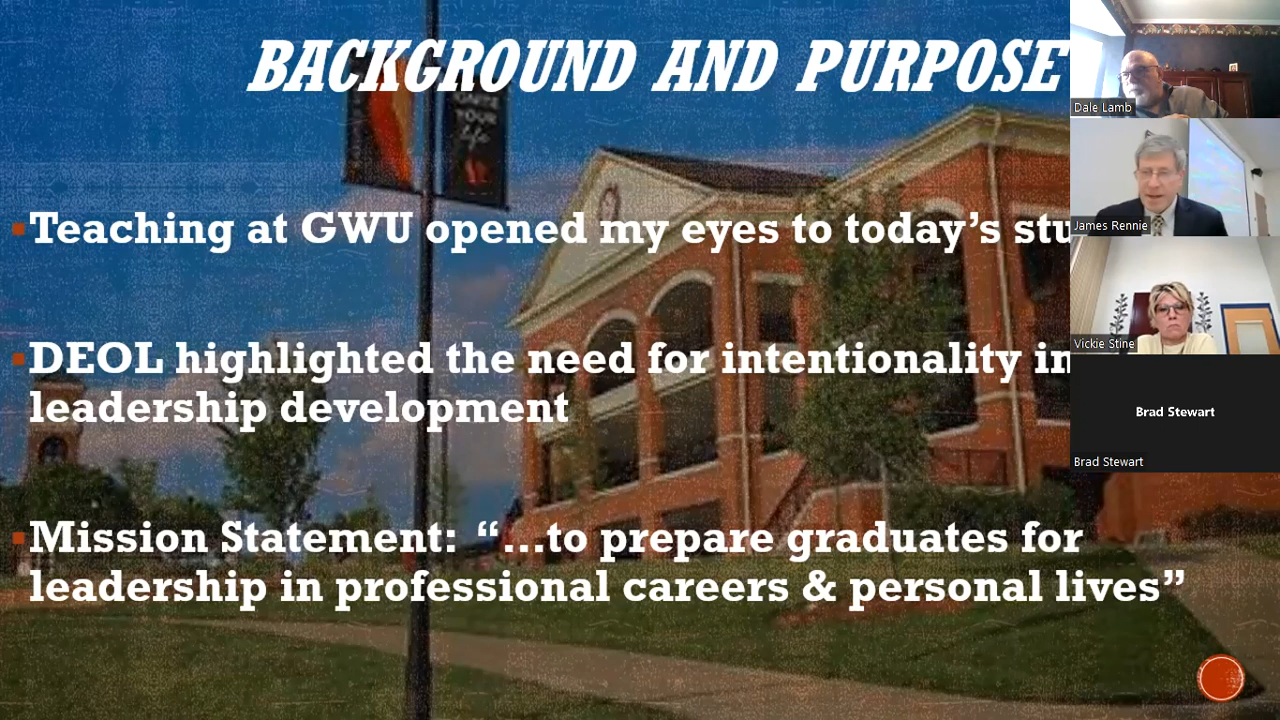 BACKGROUND AND PURPOSE
YOUR
life
Teaching at GWU opened my eyes to today’s stu
DEOL highlighted the need for intentionality in
leadership development
Mission Statement: “...to prepare graduates for
leadership in professional careers & personal lives”
Dale Lamb
James Rennie
Vickie Stine
Brad Stewart
Brad Stewart